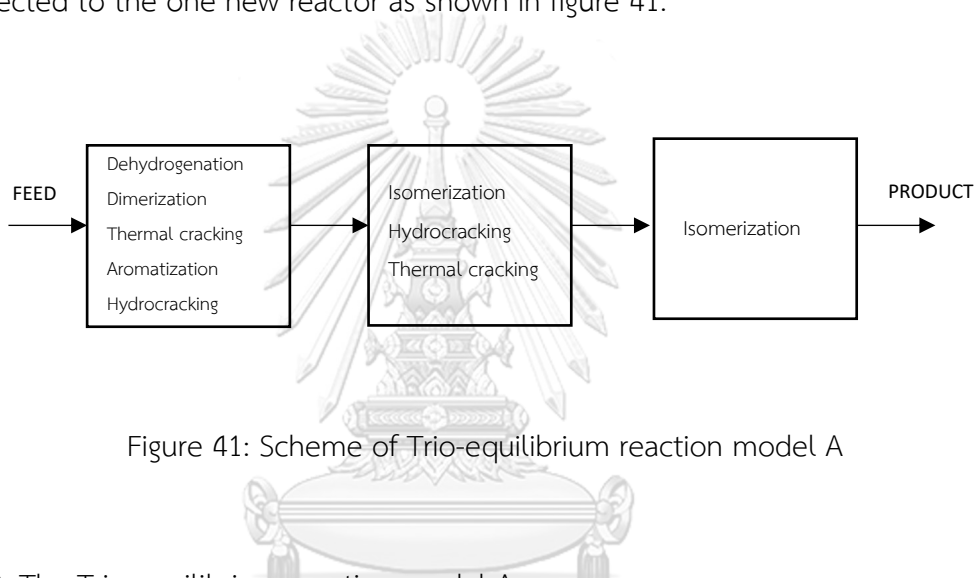 ected to the one new reactor as shown in figure 41.
FEED
Dehydrogenation
Dimerization
Thermal cracking
Aromatization
Hydrocracking
Isomerization
Hydrocracking
Thermal cracking
Isomerization
PRODUCT
Figure 41: Scheme of Trio-equilibrium reaction model A